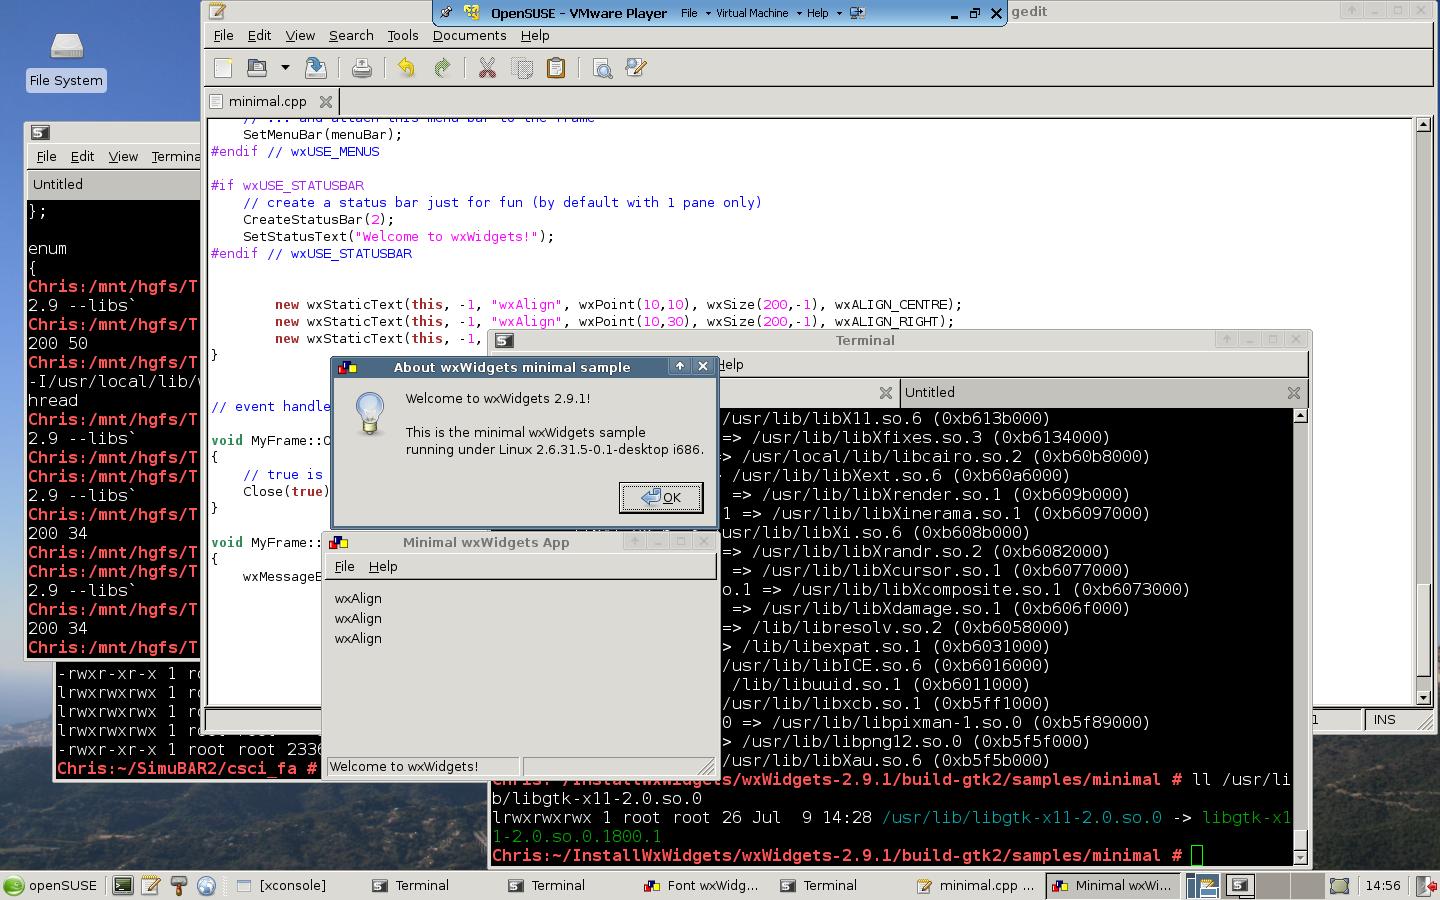 OpenSUSE - VMware Player File Virtual Machine Help
gedit
File Edit View Search Tools Documents Help
File System
minimal.cpp
// ... and attach this menu bar to the frame
SetMenuBar(menuBar);
#endif // wxUSE_MENUS
#if wxUSE_STATUSBAR
// create a status bar just for fun (by default with 1 pane only)
CreateStatusBar(2);
SetStatusText("Welcome to wxWidgets!");
#endif // wxUSE_STATUSBAR
new wxStaticText(this, -1, "wxAlign", wxPoint(10,10), wxSize(200,-1), wxALIGN_CENTRE);
new wxStaticText(this, -1, "wxAlign", wxPoint(10,30), wxSize(200,-1), wxALIGN_RIGHT);
new wxStaticText(this, -1,
}
// event handle
void MyFrame::O
{
// true is
Close(true)
}
void MyFrame::
{
wxMessageB
1 INS
File Edit View Termina
Untitled
};
enum
{
Chris:/mnt/hgfs/T
2.9 --libs`
Chris:/mnt/hgfs/T
200 50
-I/usr/local/lib/w
hread
Chris:/mnt/hgfs/T
2.9 --libs`
Chris:/mnt/hgfs/T
Chris:/mnt/hgfs/T
2.9 --libs`
Chris:/mnt/hgfs/T
200 34
Chris:/mnt/hgfs/T
Chris:/mnt/hgfs/T
2.9 --libs`
Chris:/mnt/hgfs/T
200 34
Chris:/mnt/hgfs/T
-rwxr-xr-x 1 ro
lrwxrwxrwx 1 ro
lrwxrwxrwx 1 ro
lrwxrwxrwx 1 root root
-rwxr-xr-x 1 root root 2336
Chris:~/SimuBAR2/csci_fa #
About wxWidgets minimal sample
Welcome to wxWidgets 2.9.1!
This is the minimal wxWidgets sample
running under Linux 2.6.31.5-0.1-desktop i686.
OK
Minimal wxWidgets App
File Help
wxAlign
wxAlign
wxAlign
Welcome to wxWidgets!
Terminal
Help
Untitled
/usr/lib/libX11.so.6 (0xb613b000)
=> /usr/lib/libXfixes.so.3 (0xb6134000)
> /usr/local/lib/libcairo.so.2 (0xb60b8000)
/usr/lib/libXext.so.6 (0xb60a6000)
=> /usr/lib/libXrender.so.1 (0xb609b000)
1 => /usr/lib/libXinerama.so.1 (0xb6097000)
/usr/lib/libXi.so.6 (0xb608b000)
=> /usr/lib/libXrandr.so.2 (0xb6082000)
=> /usr/lib/libXcursor.so.1 (0xb6077000)
o.1 => /usr/lib/libXcomposite.so.1 (0xb6073000)
=> /usr/lib/libXdamage.so.1 (0xb606f000)
=> /lib/libresolv.so.2 (0xb6058000)
> /lib/libexpat.so.1 (0xb6031000)
/usr/lib/libICE.so.6 (0xb6016000)
/lib/libuuid.so.1 (0xb6011000)
/usr/lib/libxcb.so.1 (0xb5ff1000)
0 => /usr/lib/libpixman-1.so.0 (0xb5f89000)
> /usr/lib/libpng12.so.0 (0xb5f5f000)
/usr/lib/libXau.so.6 (0xb5f5b000)
Chris:~/InstallWxWidgets/wxWidgets-2.9.1/build-gtk2/samples/minimal # ll /usr/li
b/libgtk-x11-2.0.so.0
lrwxrwxrwx 1 root root 26 Jul 9 14:28 /usr/lib/libgtk-x11-2.0.so.0 -> libgtk-x1
1-2.0.so.0.1800.1
Chris:~/InstallWxWidgets/wxWidgets-2.9.1/build-gtk2/samples/minimal #
openSUSE [xconsole] Terminal Terminal Font wxWidg... Terminal minimal.cpp ... Minimal wxWi... 14:56